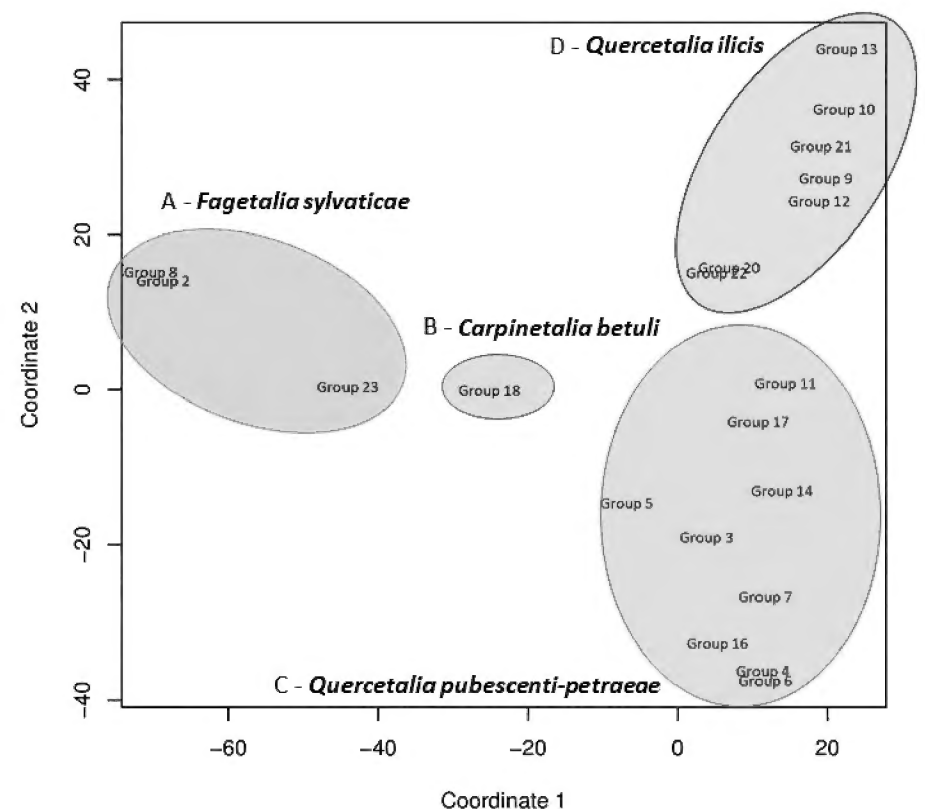 D - Quercetalia ilicis
Group 13
Group 10
Group 21
Group 9
Group 12
Group 20
Group 22
A - Fagetalia sylvaticae
Group 8
Group 2
Group 23
B - Carpinetalia betuli
Group 18
Group 11
Group 17
Group 14
Group 5
Group 3
Group 7
Group 16
Group 4
Group 6
C - Quercetalia pubescenti-petraeae
40
20
0
−20
−40
Coordinate 2
−60 −40 −20 0 20
Coordinate 1